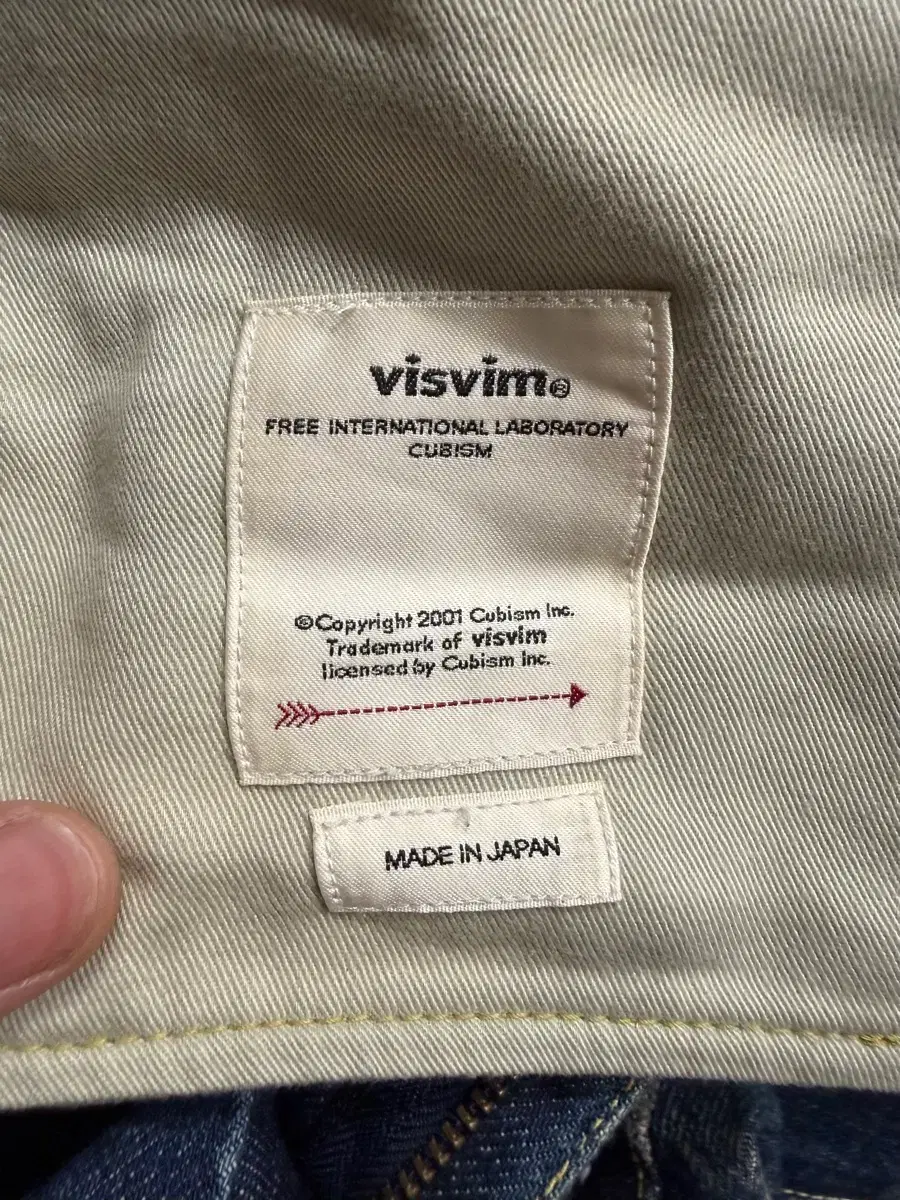 visvim®
FREE INTERNATIONAL LABORATORY
CUBISM
©Copyright 2001 Cubism Inc.
Trademark of visvim
licensed by Cubism Inc.
MADE IN JAPAN